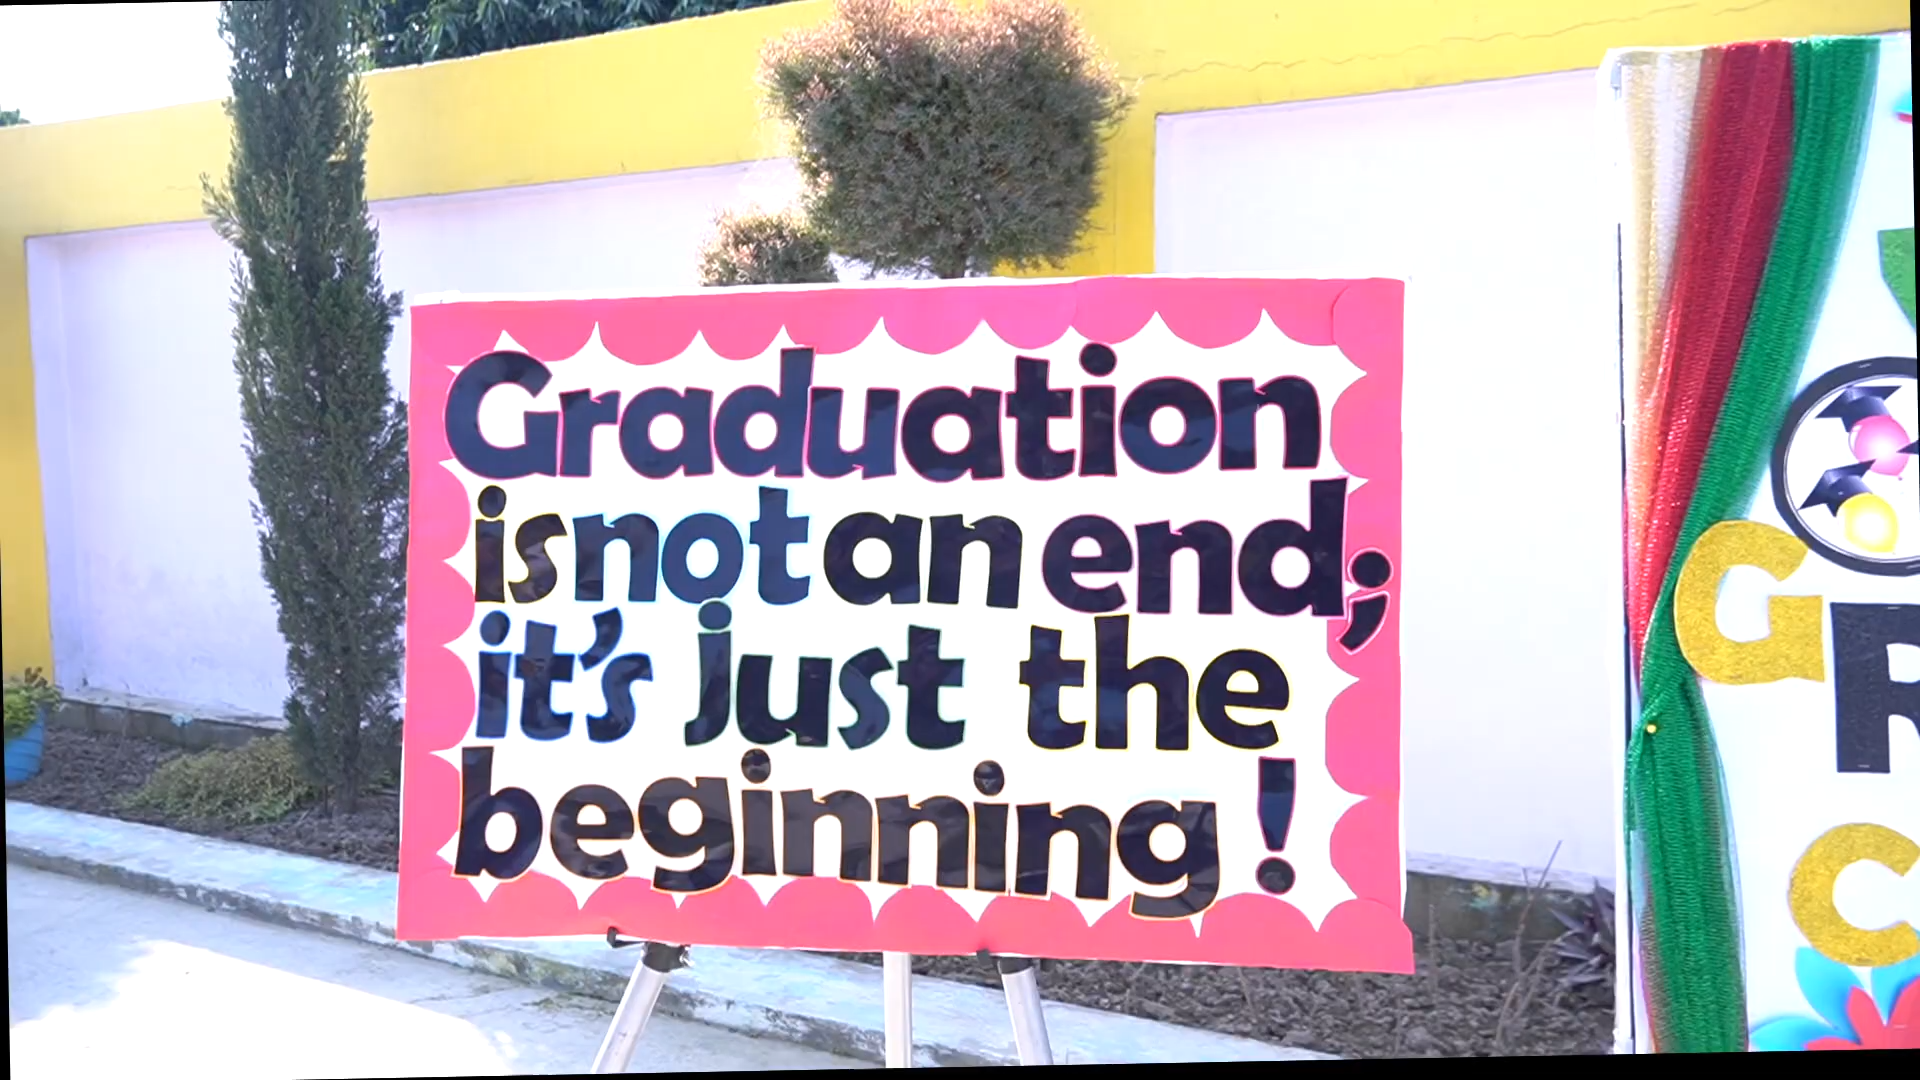 Graduation
is not an end;
it's just the
beginning!